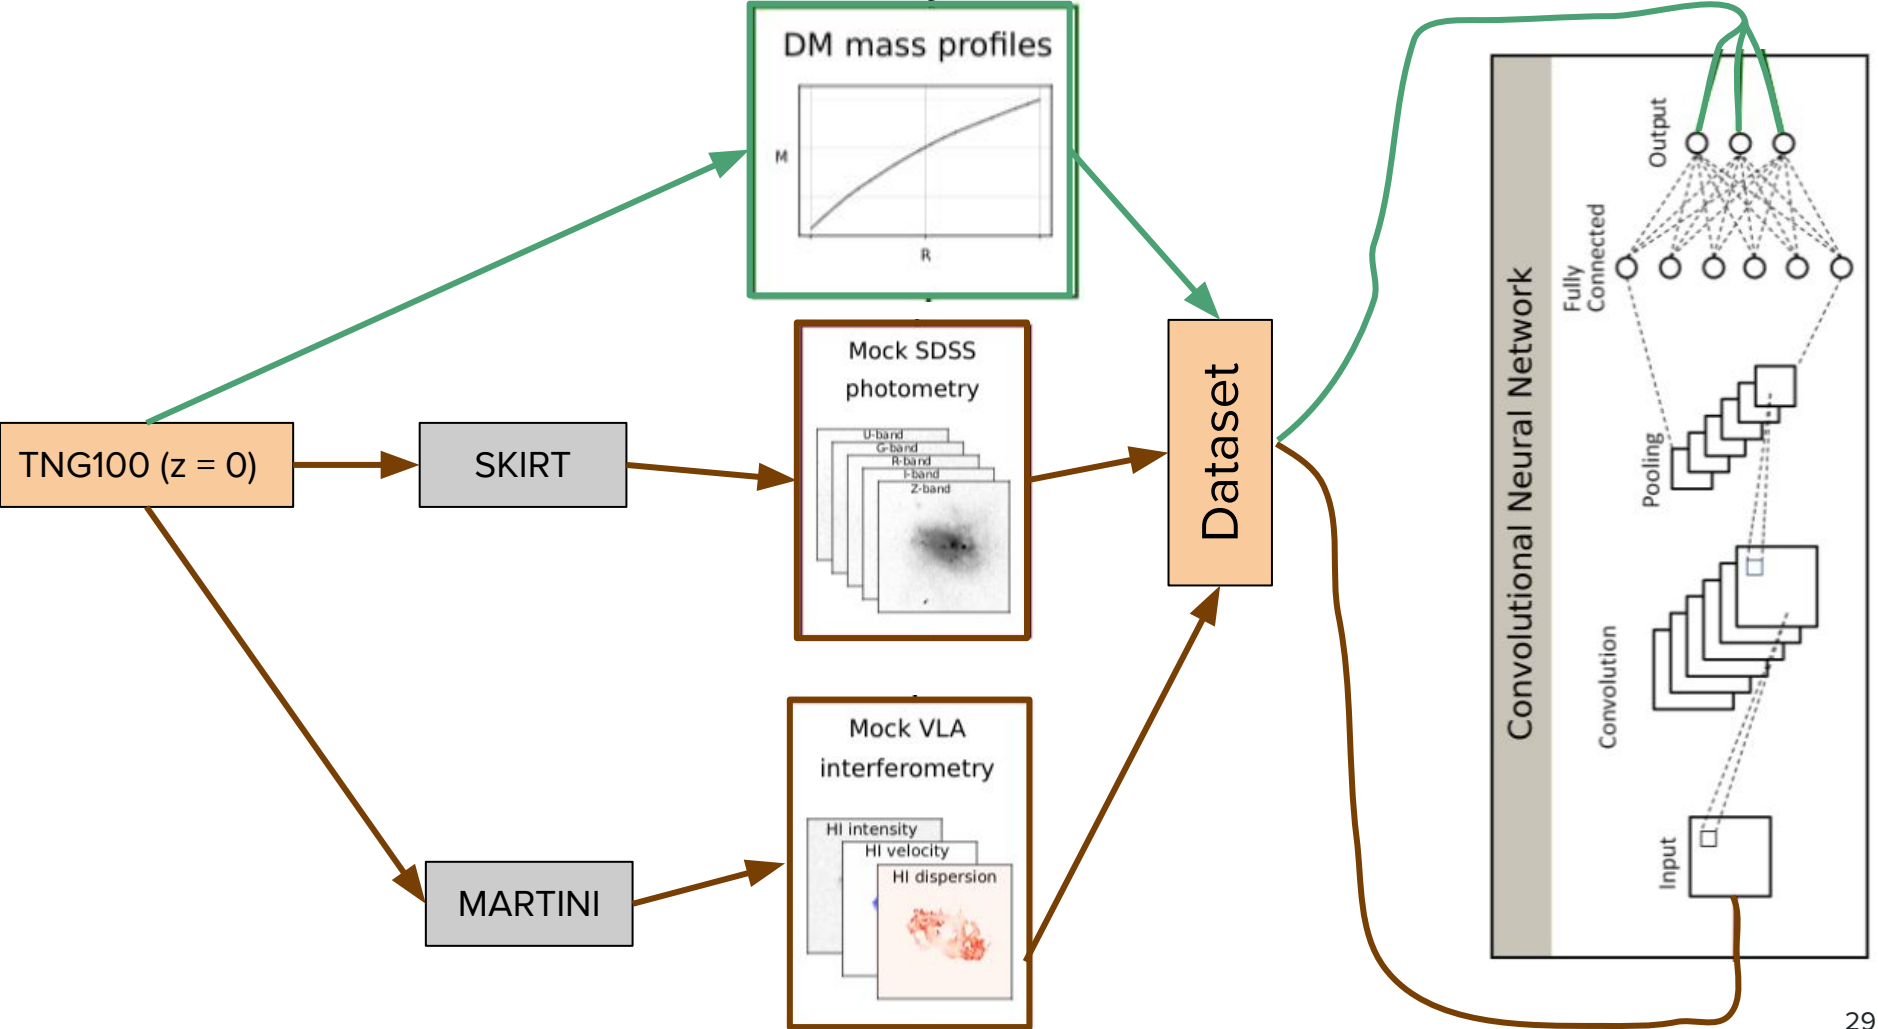 DM mass profiles
M
R
TNG100 (z = 0)
SKIRT
Mock SDSS
photometry
U-band
G-band
R-band
I-band
Z-band
Dataset
MARTINI
Mock VLA
interferometry
HI intensity
HI velocity
HI dispersion
Convolutional Neural Network
Output
Fully
Connected
Pooling
Convolution
Input
29